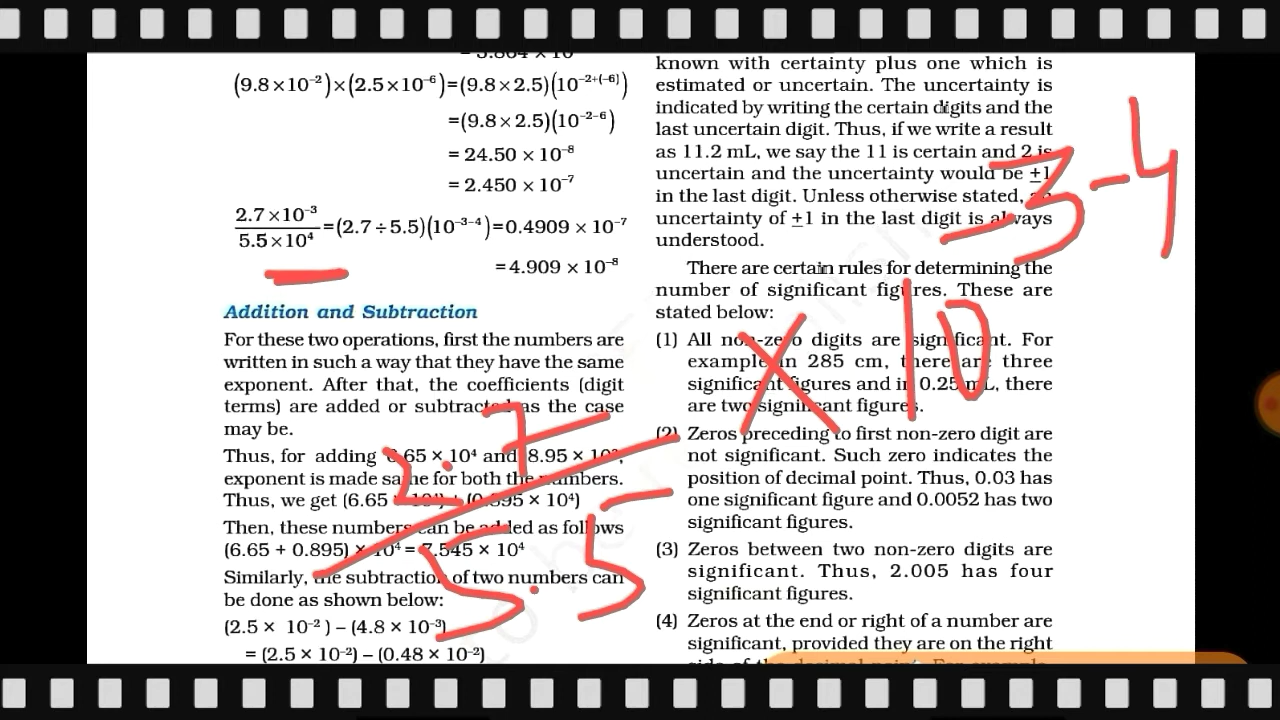 (9.8×10⁻²)×(2.5×10⁻⁶)=(9.8×2.5)(10⁻²⁺⁽⁻⁶⁾)
=(9.8×2.5)(10⁻²⁻⁶)
= 24.50 × 10⁻⁸
= 2.450 × 10⁻⁷
2.7×10⁻³
5.5×10⁴
=(2.7÷5.5)(10⁻³⁻⁴)=0.4909 × 10⁻⁷
=4.909 × 10⁻⁸
Addition and Subtraction
For these two operations, first the numbers are
written in such a way that they have the same
exponent. After that, the coefficients (digit
terms) are added or subtracted as the case
may be.
Thus, for adding 6.65 × 10⁴ and 8.95 ×
exponent is made same for both the numbers.
Thus, we get (6.65 (0.895 × 10⁴)
Then, these numbers can be added as follows
(6.65 + 0.895) × 10⁴ = 7.545 × 10⁴
Similarly, the subtraction of two numbers can
be done as shown below:
(2.5 × 10⁻²) – (4.8 × 10⁻³)
= (2.5 × 10⁻²) – (0.48 × 10⁻²)
known with certainty plus one which is
estimated or uncertain. The uncertainty is
indicated by writing the certain digits and the
last uncertain digit. Thus, if we write a result
as 11.2 mL, we say the 11 is certain and 2 is
uncertain and the uncertainty would be ±1
in the last digit. Unless otherwise stated,
uncertainty of ±1 in the last digit is always
understood.
There are certain rules for determining the
number of significant figures. These are
stated below:
(1) All non-zero digits are significant. For
example in 285 cm, there are three
significant figures and in 0.25 mL, there
are two significant figures.
(2) Zeros preceding to first non-zero digit are
not significant. Such zero indicates the
position of decimal point. Thus, 0.03 has
one significant figure and 0.0052 has two
significant figures.
(3) Zeros between two non-zero digits are
significant. Thus, 2.005 has four
significant figures.
(4) Zeros at the end or right of a number are
significant, provided they are on the right
2.7
5.5
× 10
-3-4